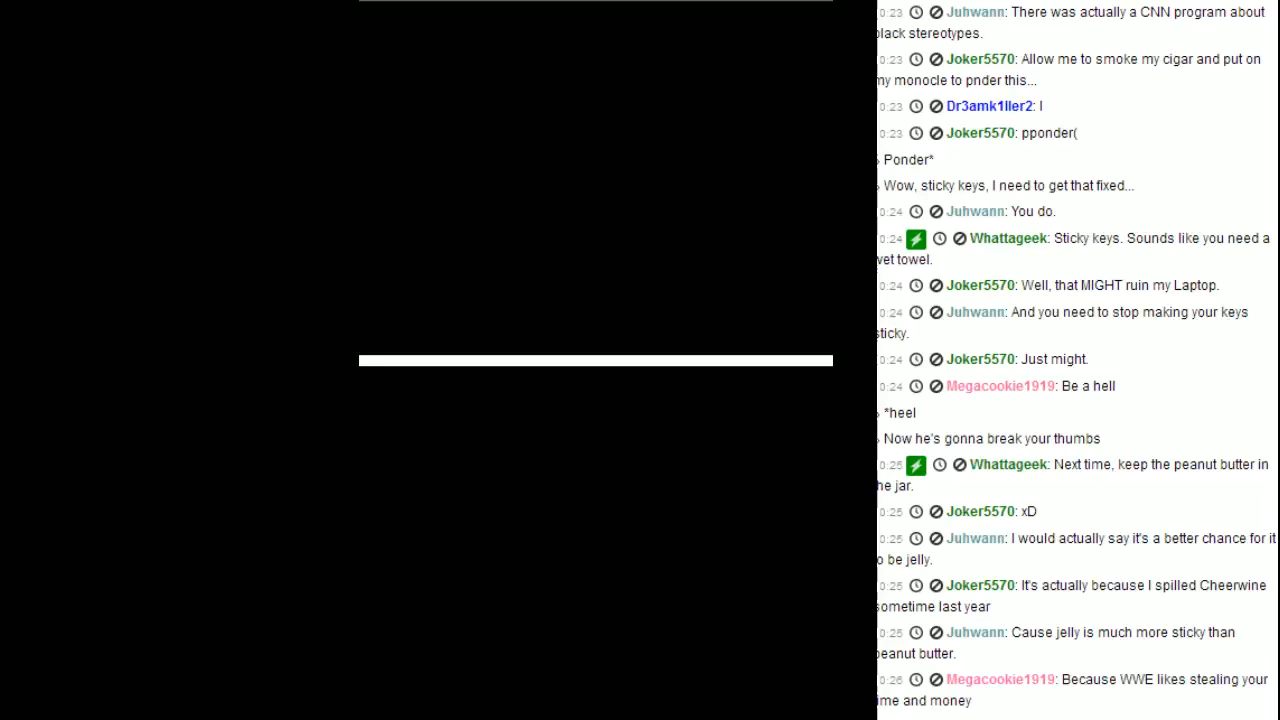 0:23 Juhwann: There was actually a CNN program about
black stereotypes.
0:23 Joker5570: Allow me to smoke my cigar and put on
my monocle to pnder this...
0:23 Dr3amk1ller2: I
0:23 Joker5570: pponder(
Ponder*
Wow, sticky keys, I need to get that fixed...
0:24 Juhwann: You do.
0:24 Whattageek: Sticky keys. Sounds like you need a
wet towel.
0:24 Joker5570: Well, that MIGHT ruin my Laptop.
0:24 Juhwann: And you need to stop making your keys
sticky.
0:24 Joker5570: Just might.
0:24 Megacookie1919: Be a hell
*heel
Now he's gonna break your thumbs
0:25 Whattageek: Next time, keep the peanut butter in
the jar.
0:25 Joker5570: xD
0:25 Juhwann: I would actually say it's a better chance for it
to be jelly.
0:25 Joker5570: It's actually because I spilled Cheerwine
sometime last year
0:25 Juhwann: Cause jelly is much more sticky than
peanut butter.
0:26 Megacookie1919: Because WWE likes stealing your
time and money